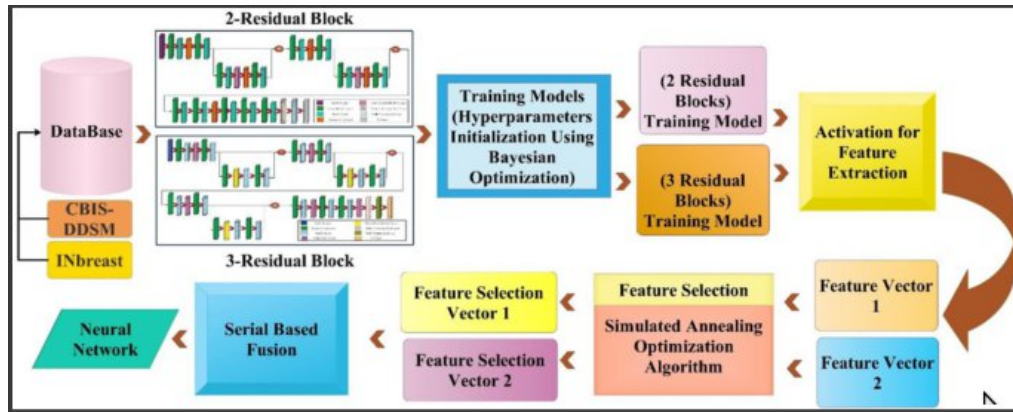 2-Residual Block
DataBase
CBIS-
DDSM
INbreast
3-Residual Block
Training Models
(Hyperparameters
Initialization Using
Bayesian
Optimization)
(2 Residual
Blocks)
Training Model
(3 Residual
Blocks)
Training Model
Activation for
Feature
Extraction
Feature Vector
1
Feature Vector
2
Feature Selection
Simulated Annealing
Optimization
Algorithm
Feature Selection
Vector 1
Feature Selection
Vector 2
Serial Based
Fusion
Neural
Network